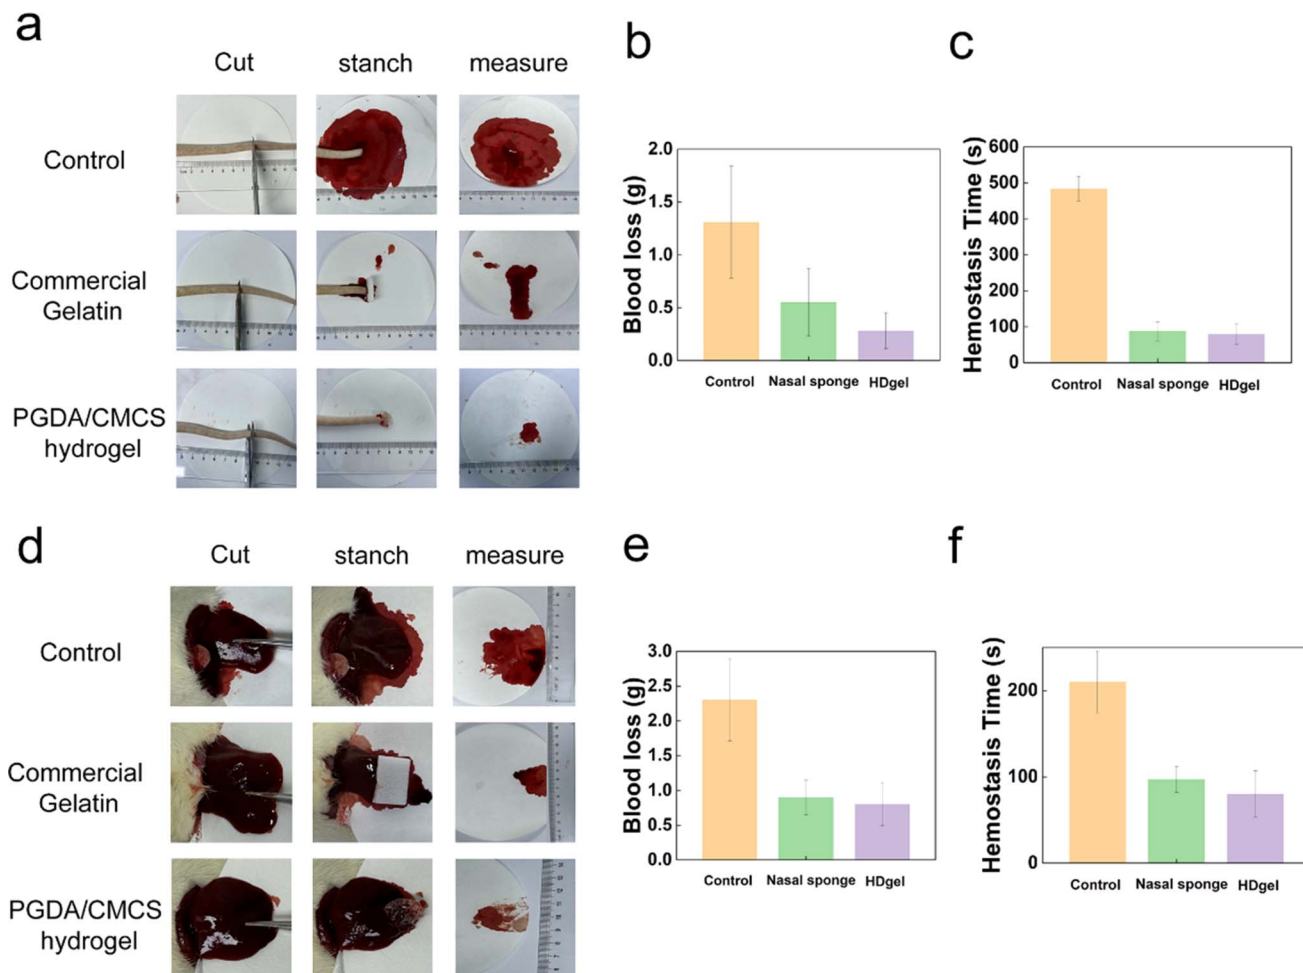 a
Cut stanch measure
Control
Commercial
Gelatin
PGDA/CMCS
hydrogel
b
Blood loss (g)
2.0
1.5
1.0
0.5
0.0
Control Nasal sponge HDgel
c
Hemostasis Time (s)
600
500
400
300
200
100
0
Control Nasal sponge HDgel
d
Cut stanch measure
Control
Commercial
Gelatin
PGDA/CMCS
hydrogel
e
Blood loss (g)
3.0
2.5
2.0
1.5
1.0
0.5
0.0
Control Nasal sponge HDgel
f
Hemostasis Time (s)
200
100
0
Control Nasal sponge HDgel